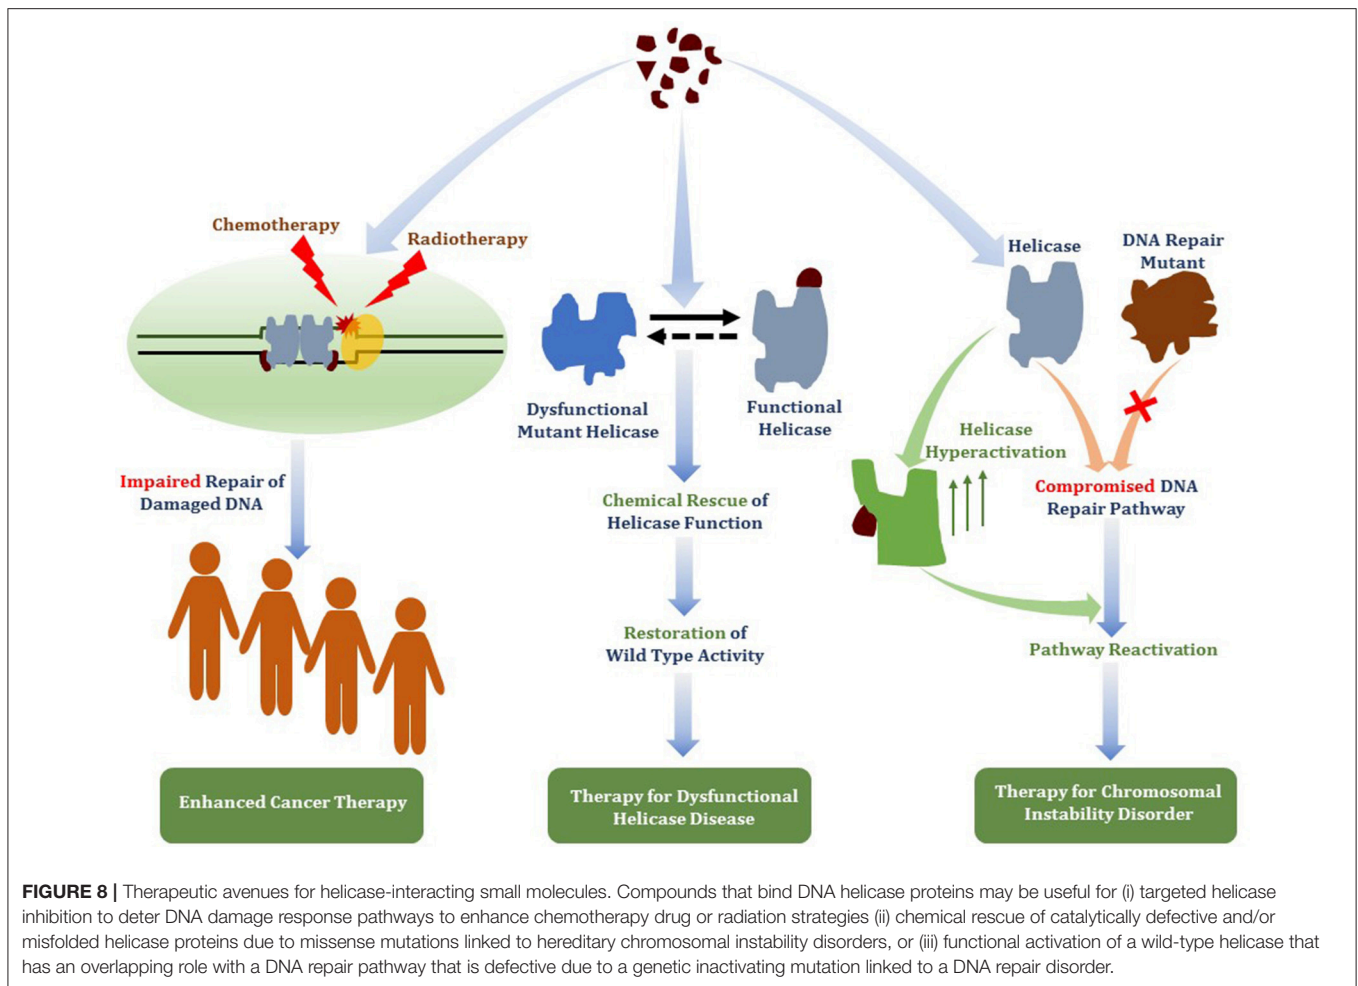 Chemotherapy
Radiotherapy
Impaired Repair of
Damaged DNA
Enhanced Cancer Therapy
Dysfunctional
Mutant Helicase
Functional
Helicase
Chemical Rescue of
Helicase Function
Restoration of
Wild Type Activity
Therapy for Dysfunctional
Helicase Disease
Helicase
DNA Repair
Mutant
Helicase
Hyperactivation
Compromised DNA
Repair Pathway
Pathway Reactivation
Therapy for Chromosomal
Instability Disorder
FIGURE 8 | Therapeutic avenues for helicase-interacting small molecules. Compounds that bind DNA helicase proteins may be useful for (i) targeted helicase
inhibition to deter DNA damage response pathways to enhance chemotherapy drug or radiation strategies (ii) chemical rescue of catalytically defective and/or
misfolded helicase proteins due to missense mutations linked to hereditary chromosomal instability disorders, or (iii) functional activation of a wild-type helicase that
has an overlapping role with a DNA repair pathway that is defective due to a genetic inactivating mutation linked to a DNA repair disorder.